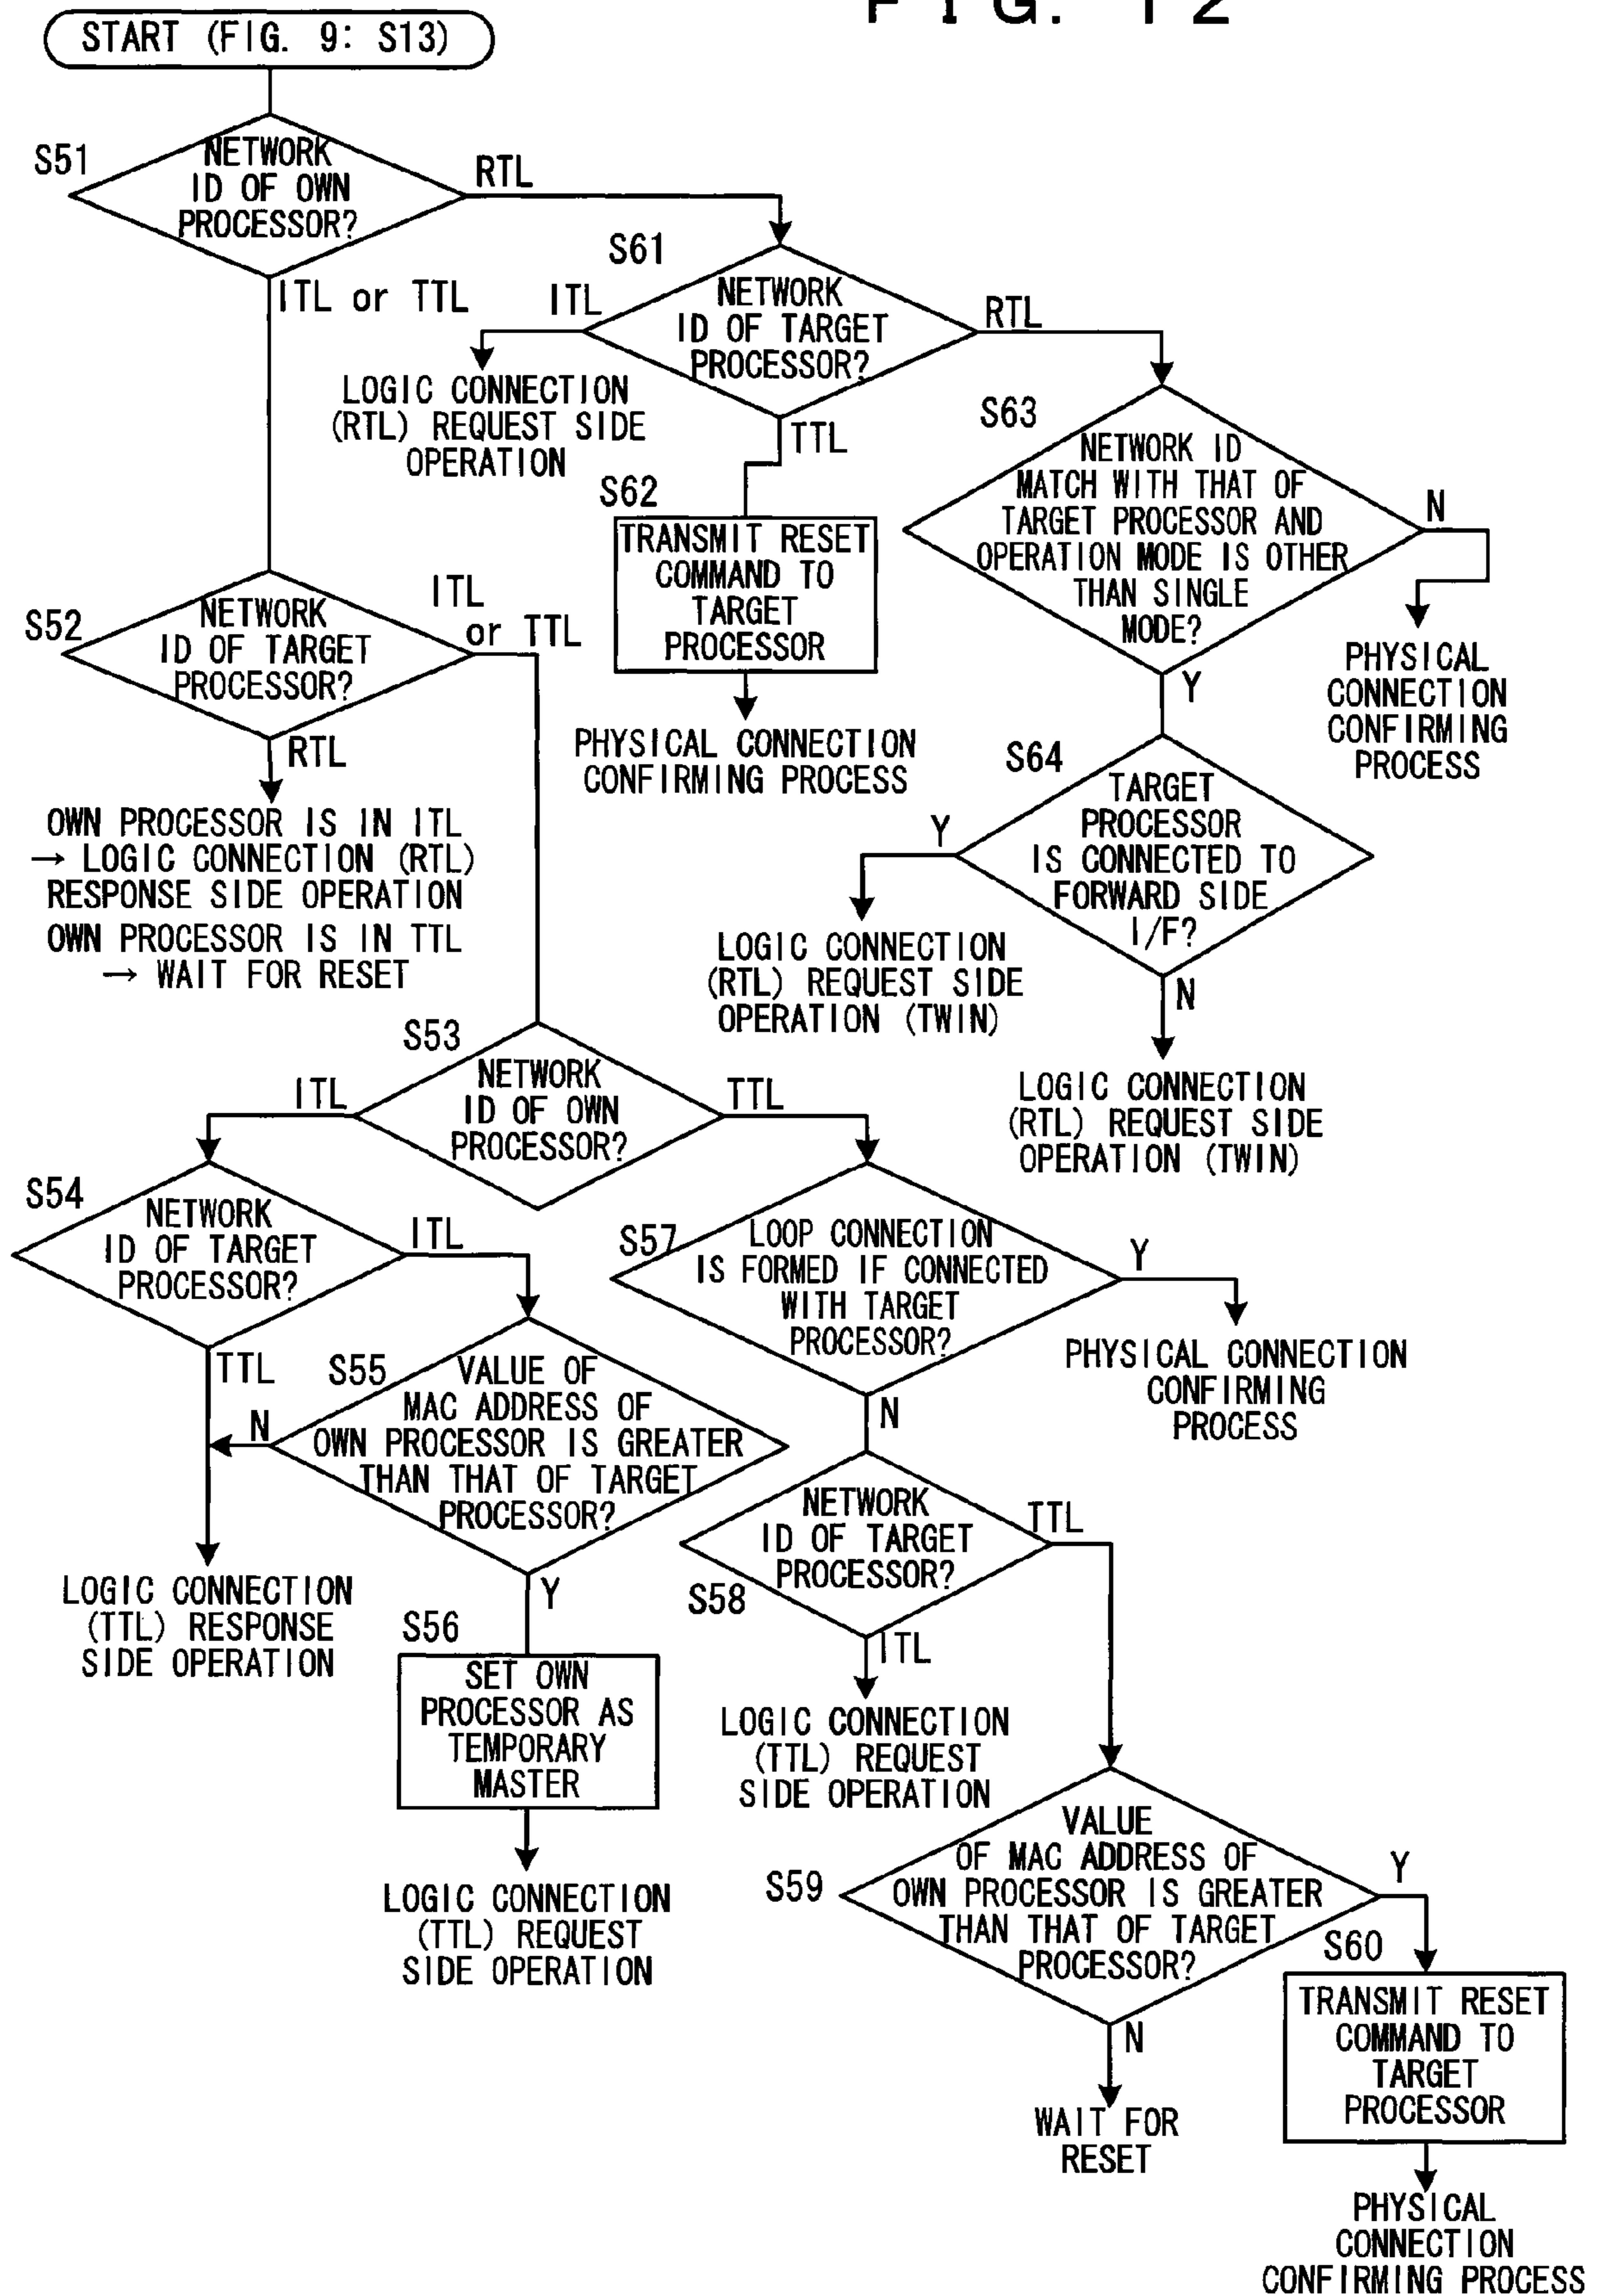 FIG. 12
START (FIG. 9: S13)
S51
NETWORK
ID OF OWN
PROCESSOR?
RTL
ITL or TTL
S61
NETWORK
ID OF TARGET
PROCESSOR?
ITL
RTL
TTL
LOGIC CONNECTION
(RTL) REQUEST SIDE
OPERATION
S62
TRANSMIT RESET
COMMAND TO
TARGET
PROCESSOR
PHYSICAL CONNECTION
CONFIRMING PROCESS
S63
NETWORK ID
MATCH WITH THAT OF
TARGET PROCESSOR AND
OPERATION MODE IS OTHER
THAN SINGLE
MODE?
N
PHYSICAL
CONNECTION
CONFIRMING
PROCESS
Y
S64
TARGET
PROCESSOR
IS CONNECTED TO
FORWARD SIDE
I/F?
Y
LOGIC CONNECTION
(RTL) REQUEST SIDE
OPERATION (TWIN)
N
LOGIC CONNECTION
(RTL) REQUEST SIDE
OPERATION (TWIN)
S52
NETWORK
ID OF TARGET
PROCESSOR?
ITL
or TTL
RTL
OWN PROCESSOR IS IN ITL
→ LOGIC CONNECTION (RTL)
RESPONSE SIDE OPERATION
OWN PROCESSOR IS IN TTL
→ WAIT FOR RESET
S53
NETWORK
ID OF OWN
PROCESSOR?
ITL
TTL
S54
NETWORK
ID OF TARGET
PROCESSOR?
ITL
TTL
S55
VALUE OF
MAC ADDRESS OF
OWN PROCESSOR IS GREATER
THAN THAT OF TARGET
PROCESSOR?
N
Y
LOGIC CONNECTION
(TTL) RESPONSE
SIDE OPERATION
S56
SET OWN
PROCESSOR AS
TEMPORARY
MASTER
LOGIC CONNECTION
(TTL) REQUEST
SIDE OPERATION
S57
LOOP CONNECTION
IS FORMED IF CONNECTED
WITH TARGET
PROCESSOR?
Y
PHYSICAL CONNECTION
CONFIRMING
PROCESS
N
NETWORK
ID OF TARGET
PROCESSOR?
S58
TTL
ITL
LOGIC CONNECTION
(TTL) REQUEST
SIDE OPERATION
S59
VALUE
OF MAC ADDRESS OF
OWN PROCESSOR IS GREATER
THAN THAT OF TARGET
PROCESSOR?
Y
N
WAIT FOR
RESET
S60
TRANSMIT RESET
COMMAND TO
TARGET
PROCESSOR
PHYSICAL
CONNECTION
CONFIRMING PROCESS